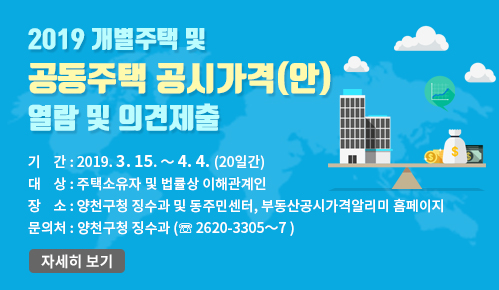 2019 개별주택 및
공동주택 공시가격(안)
열람 및 의견제출
기 간 : 2019. 3. 15. ~ 4. 4. (20일간)
대 상 : 주택소유자 및 법률상 이해관계인
장 소 : 양천구청 징수과 및 동주민센터, 부동산공시가격알리미 홈페이지
문의처 : 양천구청 징수과 (☏ 2620-3305~7 )
자세히 보기
$